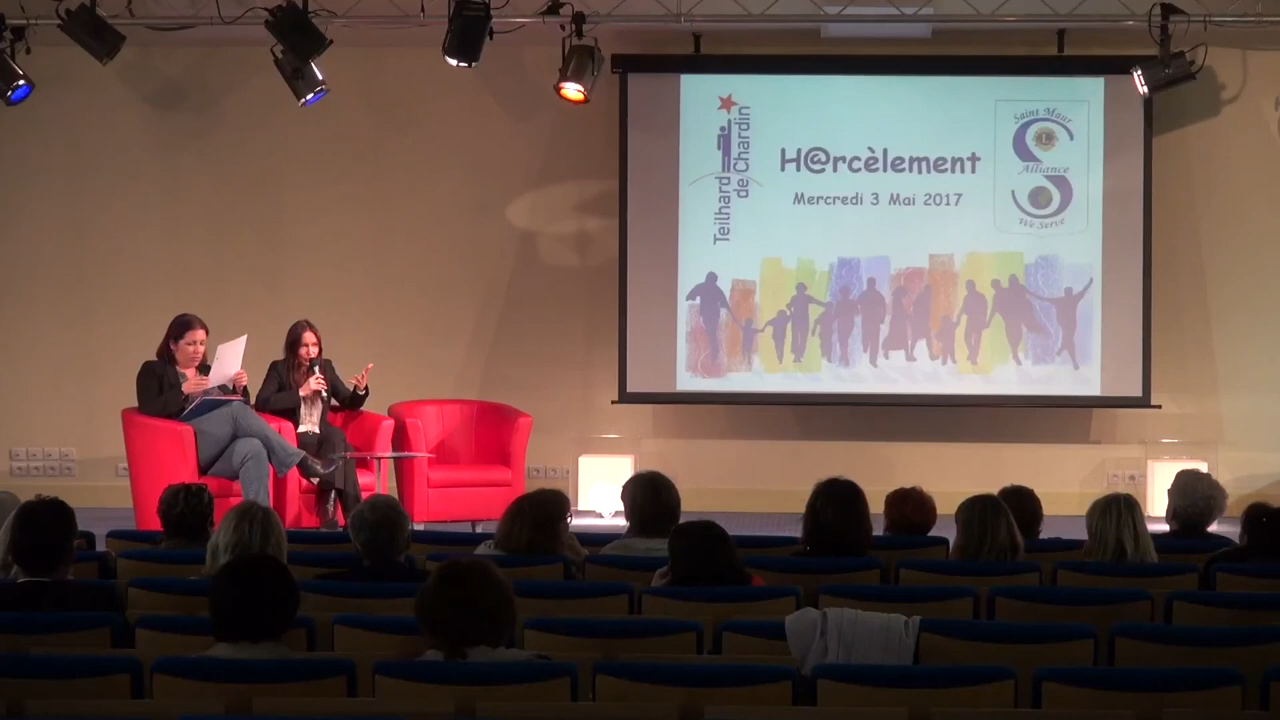 Teilhard
de Chardin
H@rcèlement
Mercredi 3 Mai 2017
Saint Maur
L
Alliance
We Serve